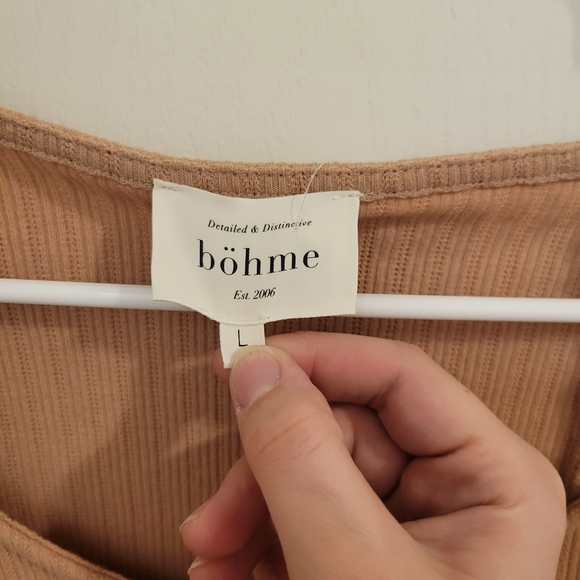 Detailed & Distinctive
böhme
Est. 2006
L